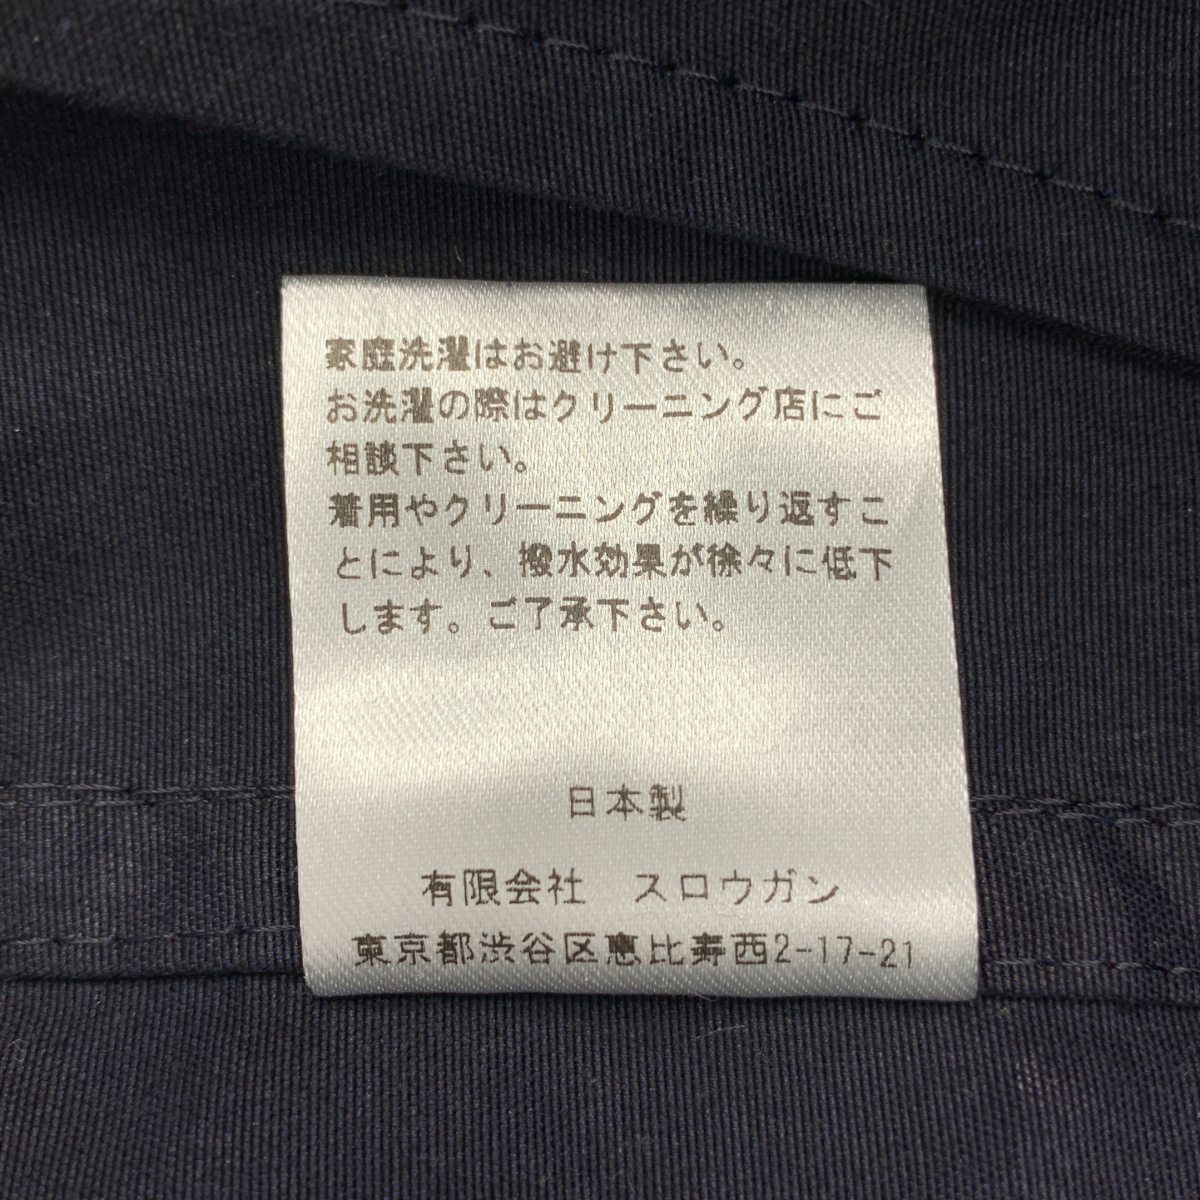 家庭洗濯はお避け下さい。
お洗濯の際はクリーニング店にご
相談下さい。
着用やクリーニングを繰り返すこ
とにより、撥水効果が徐々に低下
します。ご了承下さい。
日本製
有限会社　スロウガン
東京都渋谷区恵比寿西2-17-21